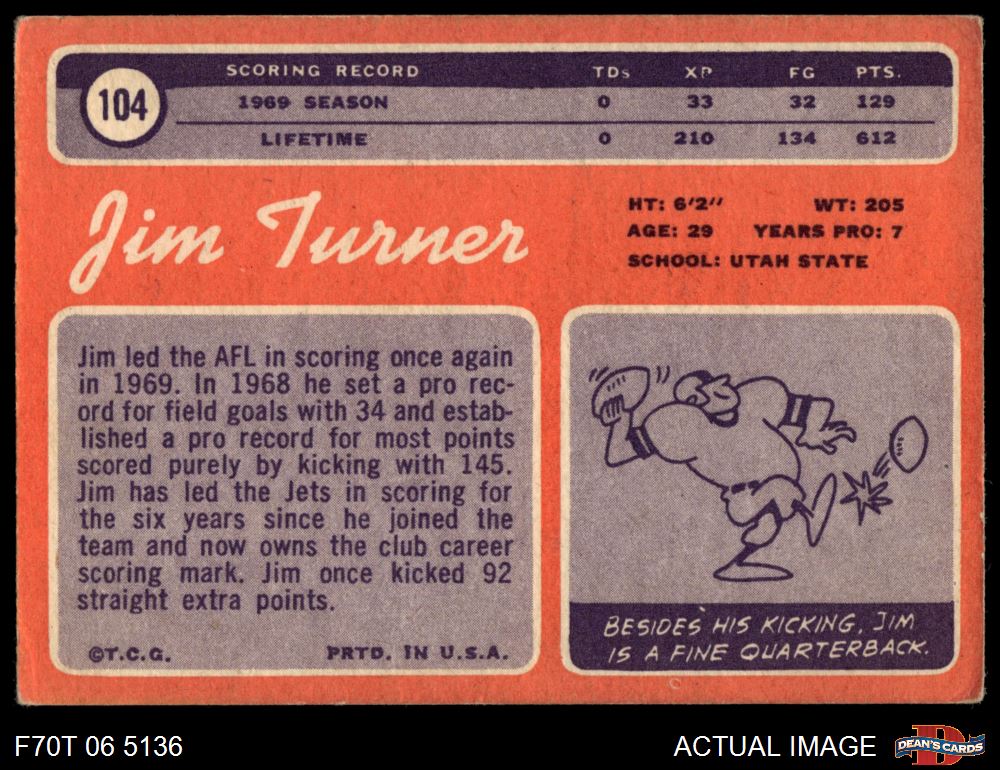 104
SCORING RECORD TDs XP FG PTS.
1969 SEASON 0 33 32 129
LIFETIME 0 210 134 612
Jim Turner
HT: 6'2'' WT: 205
AGE: 29 YEARS PRO: 7
SCHOOL: UTAH STATE
Jim led the AFL in scoring once again
in 1969. In 1968 he set a pro rec-
ord for field goals with 34 and estab-
lished a pro record for most points
scored purely by kicking with 145.
Jim has led the Jets in scoring for
the six years since he joined the
team and now owns the club career
scoring mark. Jim once kicked 92
straight extra points.
©T.C.G. PRTD. IN U.S.A.
BESIDES HIS KICKING, JIM
IS A FINE QUARTERBACK.
F70T 06 5136
ACTUAL IMAGE
D
DEAN'S CARDS